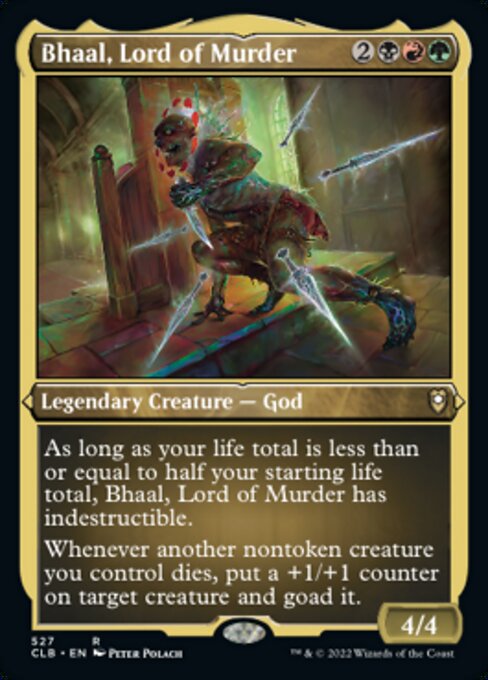 Bhaal, Lord of Murder 2
Legendary Creature — God
As long as your life total is less than
or equal to half your starting life
total, Bhaal, Lord of Murder has
indestructible.
Whenever another nontoken creature
you control dies, put a +1/+1 counter
on target creature and goad it.
4/4
527 R
CLB • EN Peter Polach
™ & © 2022 Wizards of the Coast